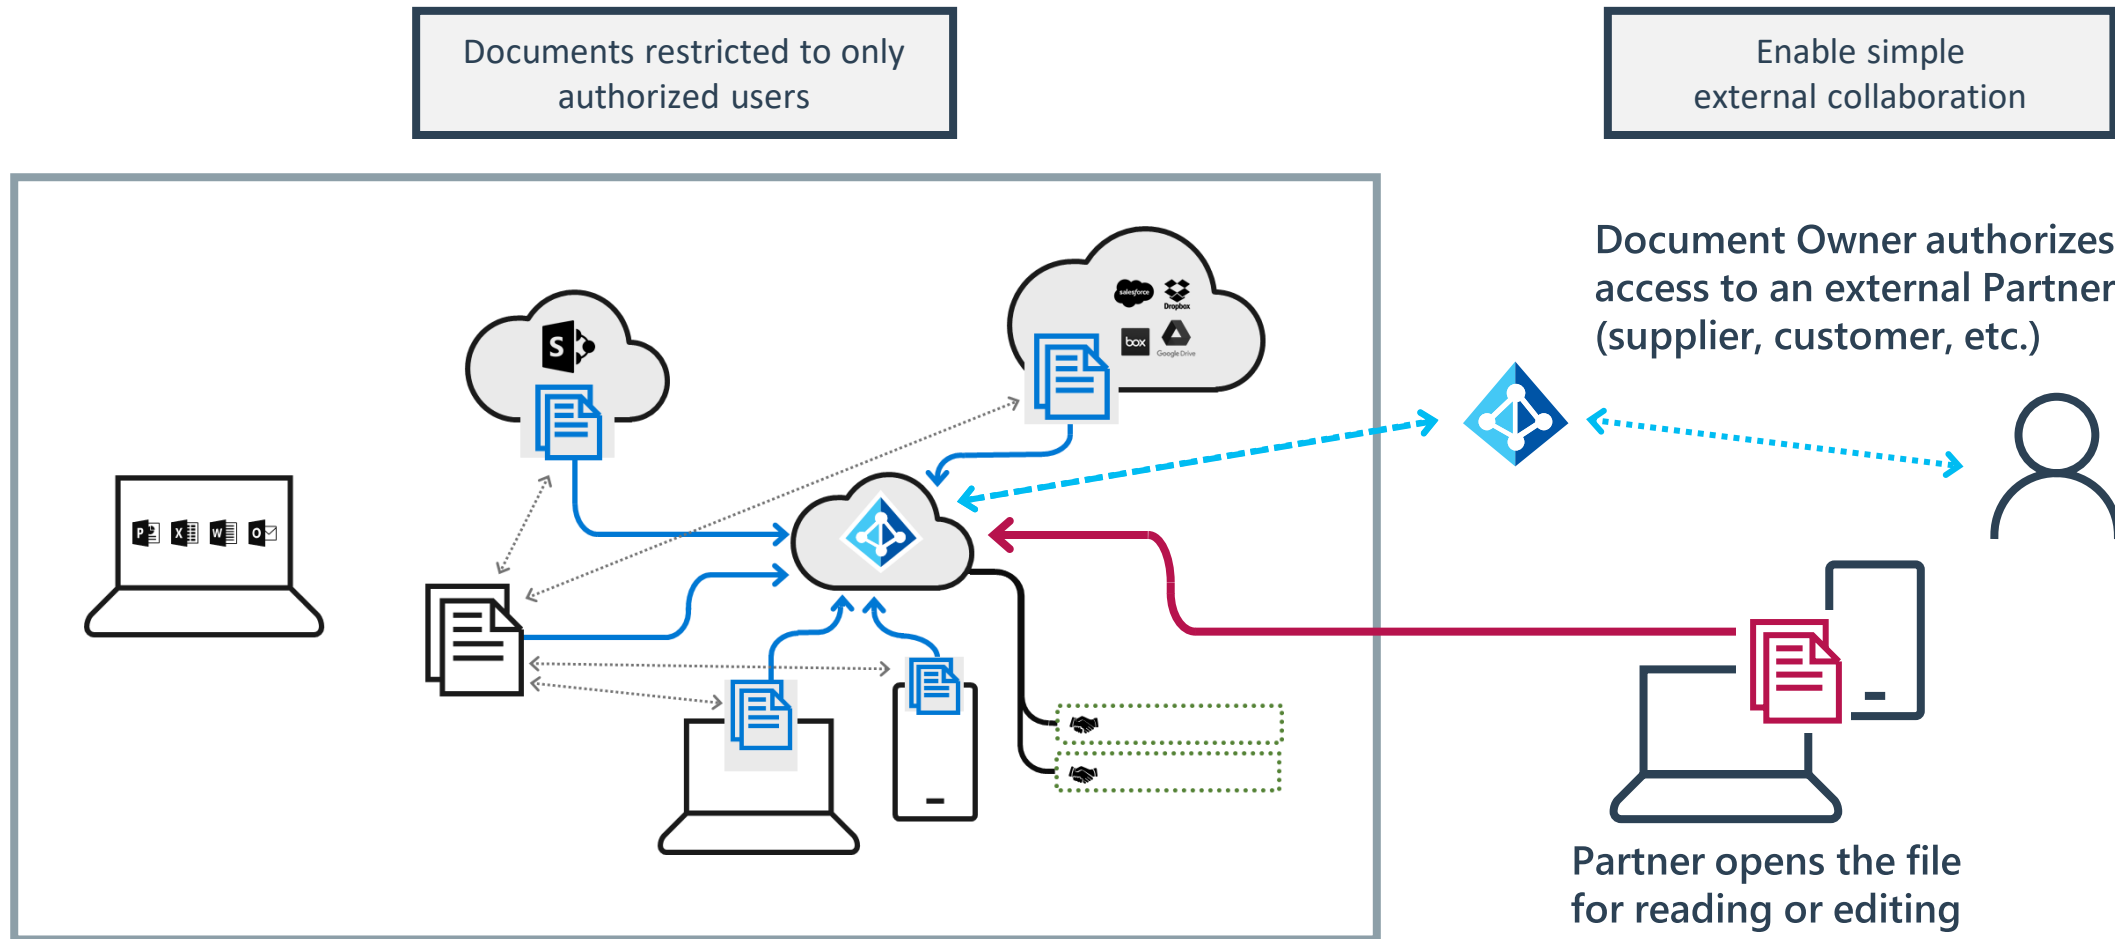 Documents restricted to only
authorized users
Enable simple
external collaboration
Document Owner authorizes
access to an external Partner
(supplier, customer, etc.)
salesforce
Dropbox
box
Google Drive
S
P X W O
Partner opens the file
for reading or editing